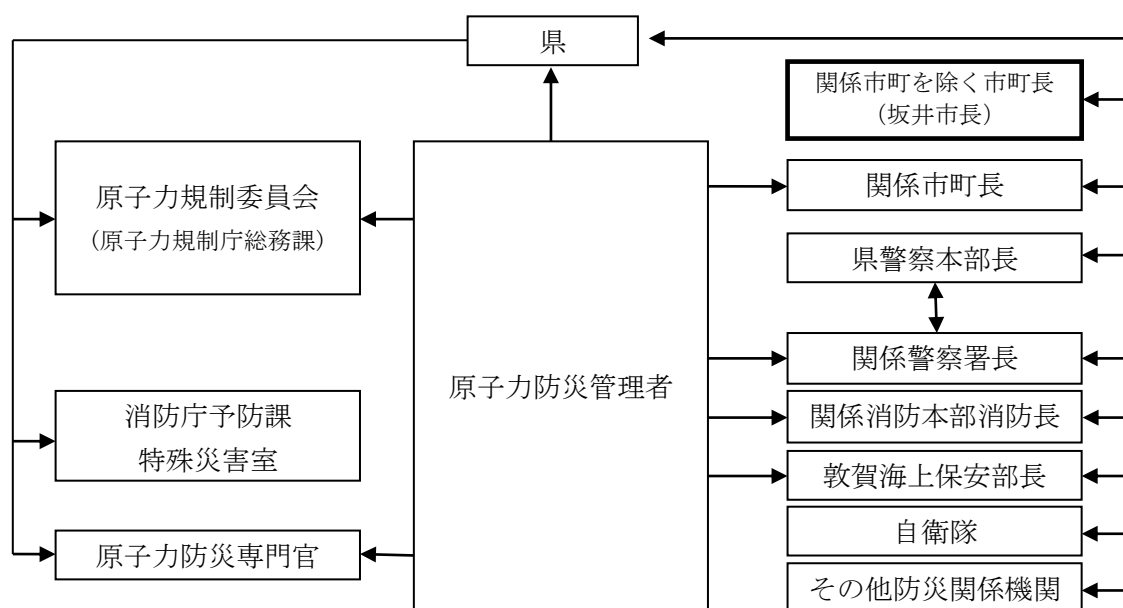 県
関係市町を除く市町長
（坂井市長）
原子力規制委員会
（原子力規制庁総務課）
関係市町長
県警察本部長
関係警察署長
原子力防災管理者
消防庁予防課
特殊災害室
関係消防本部消防長
敦賀海上保安部長
原子力防災専門官
自衛隊
その他防災関係機関